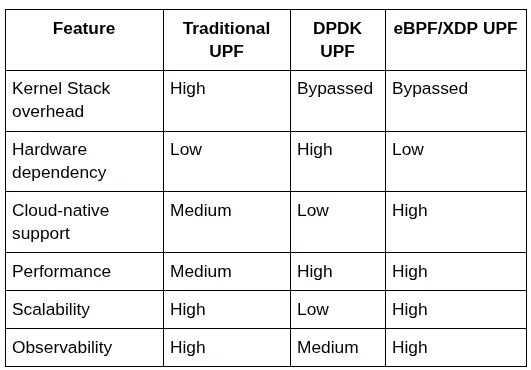 Feature Traditional UPF DPDK UPF eBPF/XDP UPF
Kernel Stack overhead High Bypassed Bypassed
Hardware dependency Low High Low
Cloud-native support Medium Low High
Performance Medium High High
Scalability High Low High
Observability High Medium High